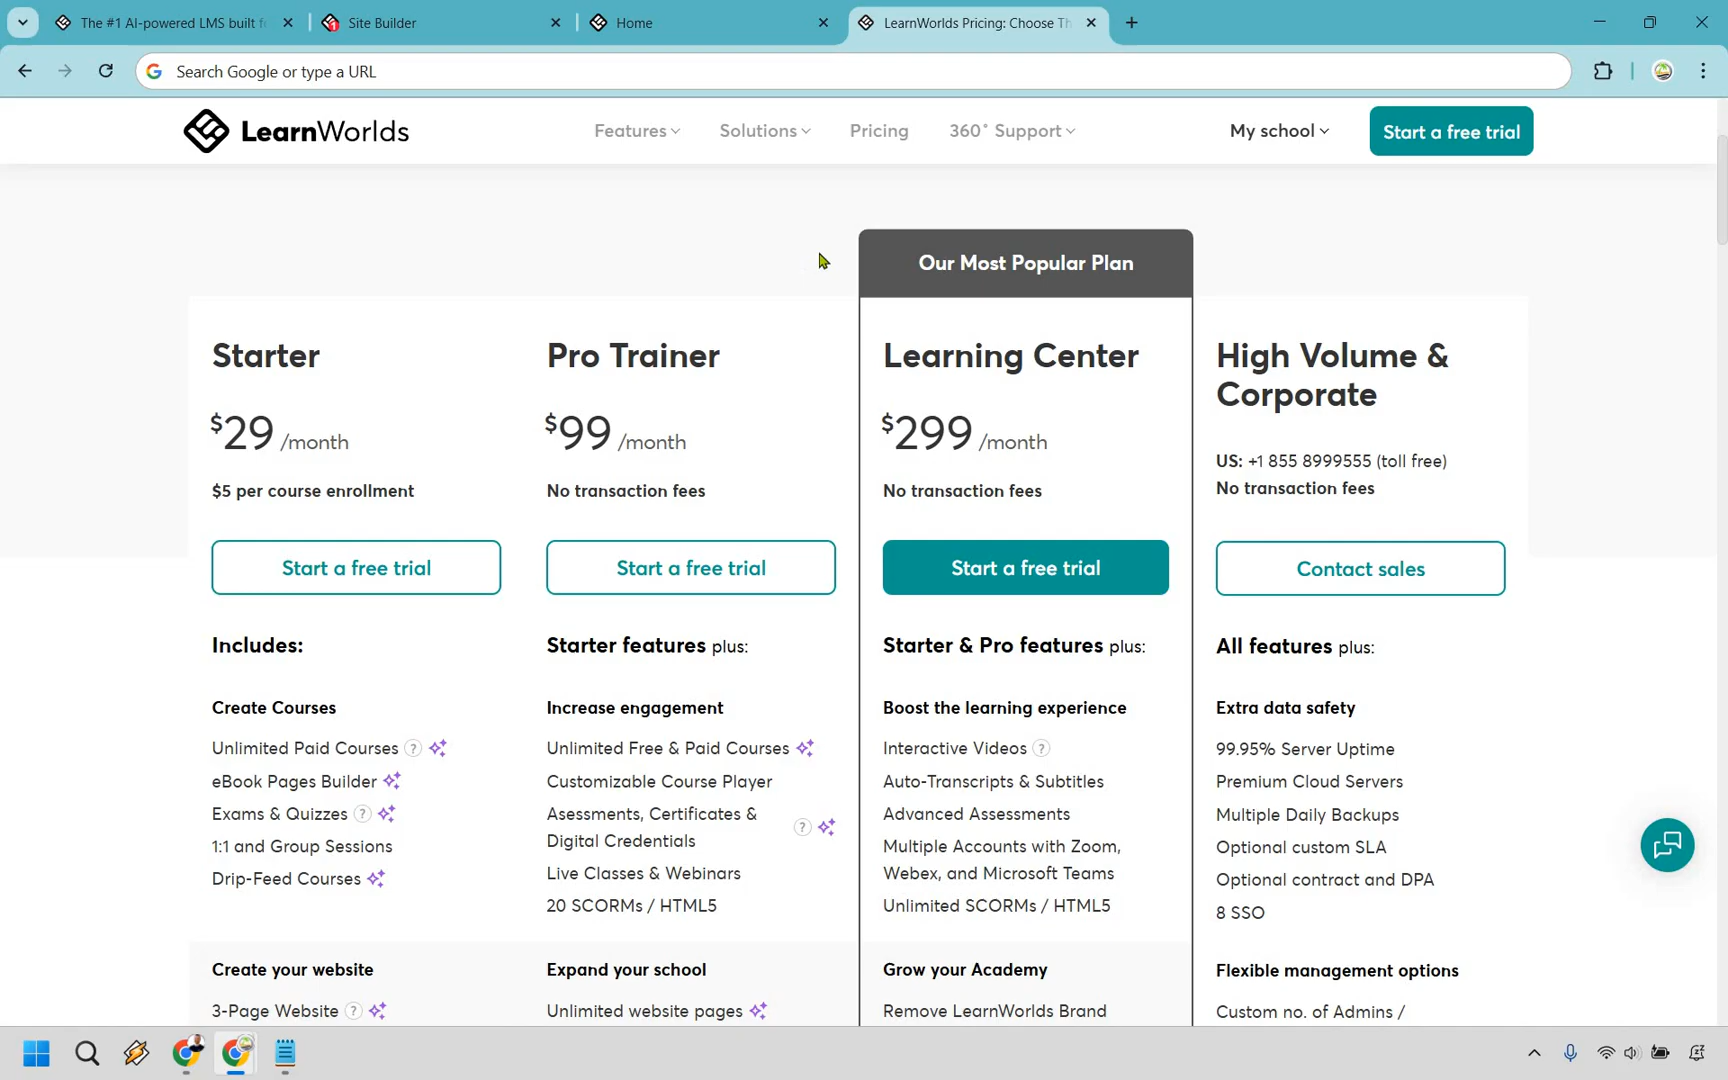 The #1 AI-powered LMS built f
Site Builder
Home
LearnWorlds Pricing: Choose Th
Search Google or type a URL
LearnWorlds
Features
Solutions
Pricing
360° Support
My school
Start a free trial
Our Most Popular Plan
Starter
$29 /month
$5 per course enrollment
Start a free trial
Includes:
Create Courses
Unlimited Paid Courses ?
eBook Pages Builder
Exams & Quizzes ?
1:1 and Group Sessions
Drip-Feed Courses
Create your website
3-Page Website ?
Pro Trainer
$99 /month
No transaction fees
Start a free trial
Starter features plus:
Increase engagement
Unlimited Free & Paid Courses
Customizable Course Player
Asessments, Certificates &
Digital Credentials ?
Live Classes & Webinars
20 SCORMs / HTML5
Expand your school
Unlimited website pages
Learning Center
$299 /month
No transaction fees
Start a free trial
Starter & Pro features plus:
Boost the learning experience
Interactive Videos ?
Auto-Transcripts & Subtitles
Advanced Assessments
Multiple Accounts with Zoom,
Webex, and Microsoft Teams
Unlimited SCORMs / HTML5
Grow your Academy
Remove LearnWorlds Brand
High Volume &
Corporate
US: +1 855 8999555 (toll free)
No transaction fees
Contact sales
All features plus:
Extra data safety
99.95% Server Uptime
Premium Cloud Servers
Multiple Daily Backups
Optional custom SLA
Optional contract and DPA
8 SSO
Flexible management options
Custom no. of Admins /